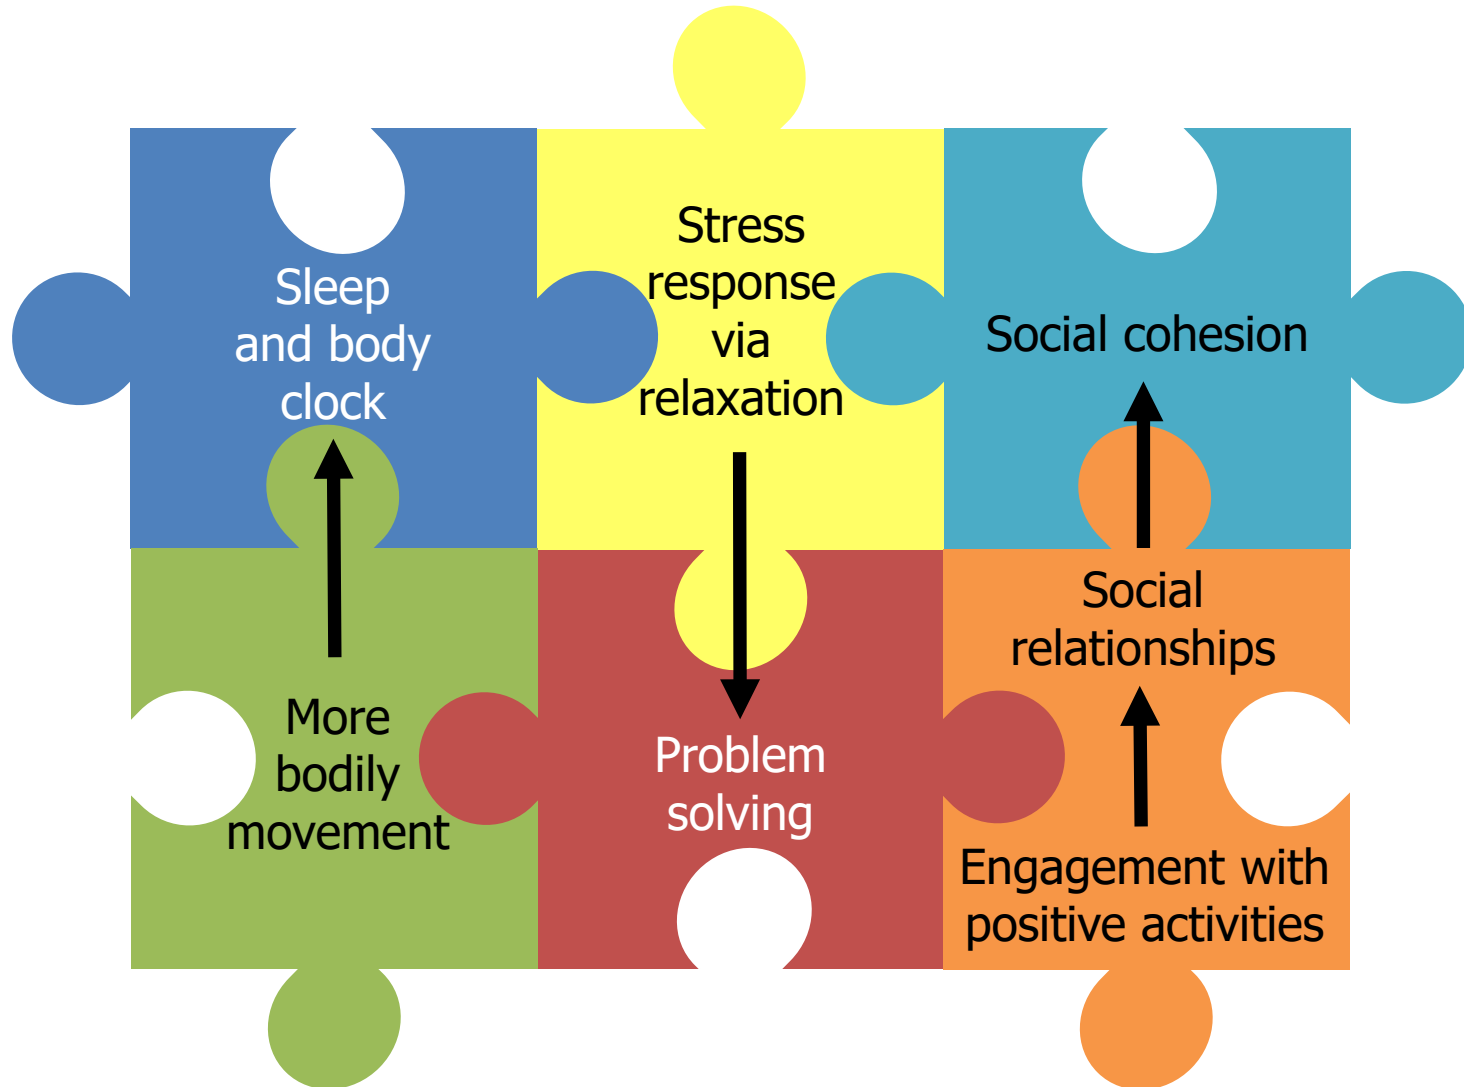 Sleep
and body
clock
Stress
response
via
relaxation
Social cohesion
More
bodily
movement
Problem
solving
Social
relationships
Engagement with
positive activities